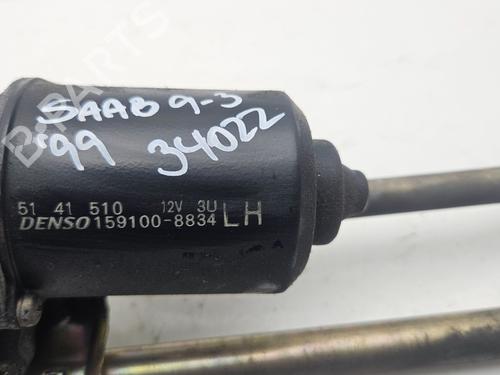 SAAB 9-3
'99 34022
51 41 510 12V 3U
DENSO 159100-8834 LH